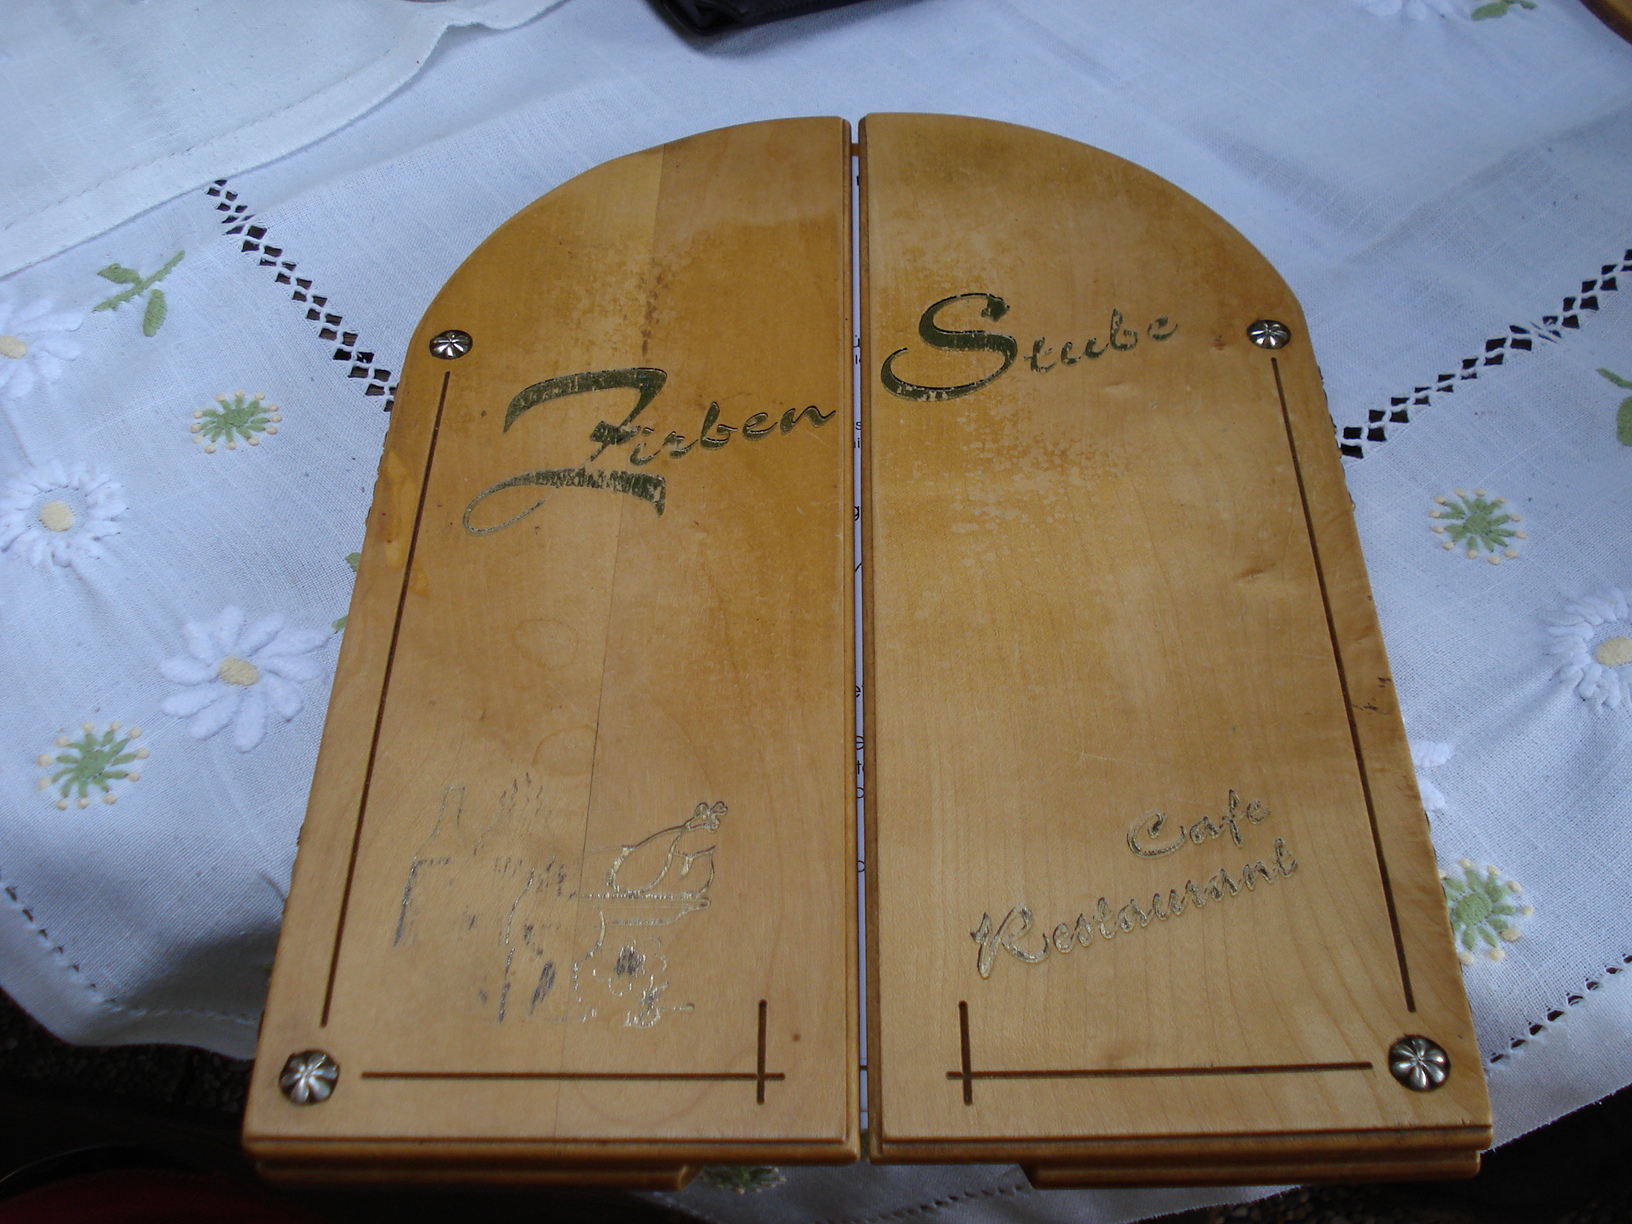 Zirben Stube
Cafe
Restaurant